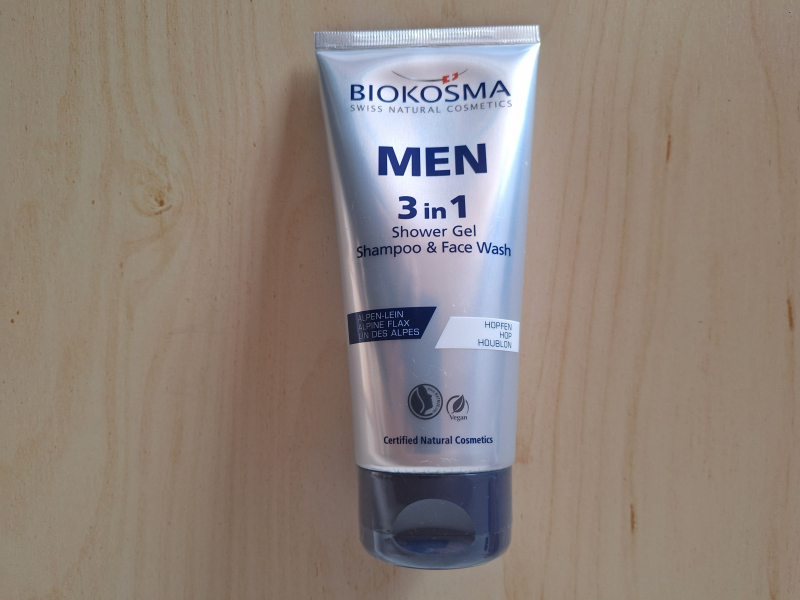 BIOKOSMA
SWISS NATURAL COSMETICS
MEN
3 in 1
Shower Gel
Shampoo & Face Wash
ALPEN-LEIN
ALPINE FLAX
LIN DES ALPES
HOPFEN
HOP
HOUBLON
Vegan
Certified Natural Cosmetics